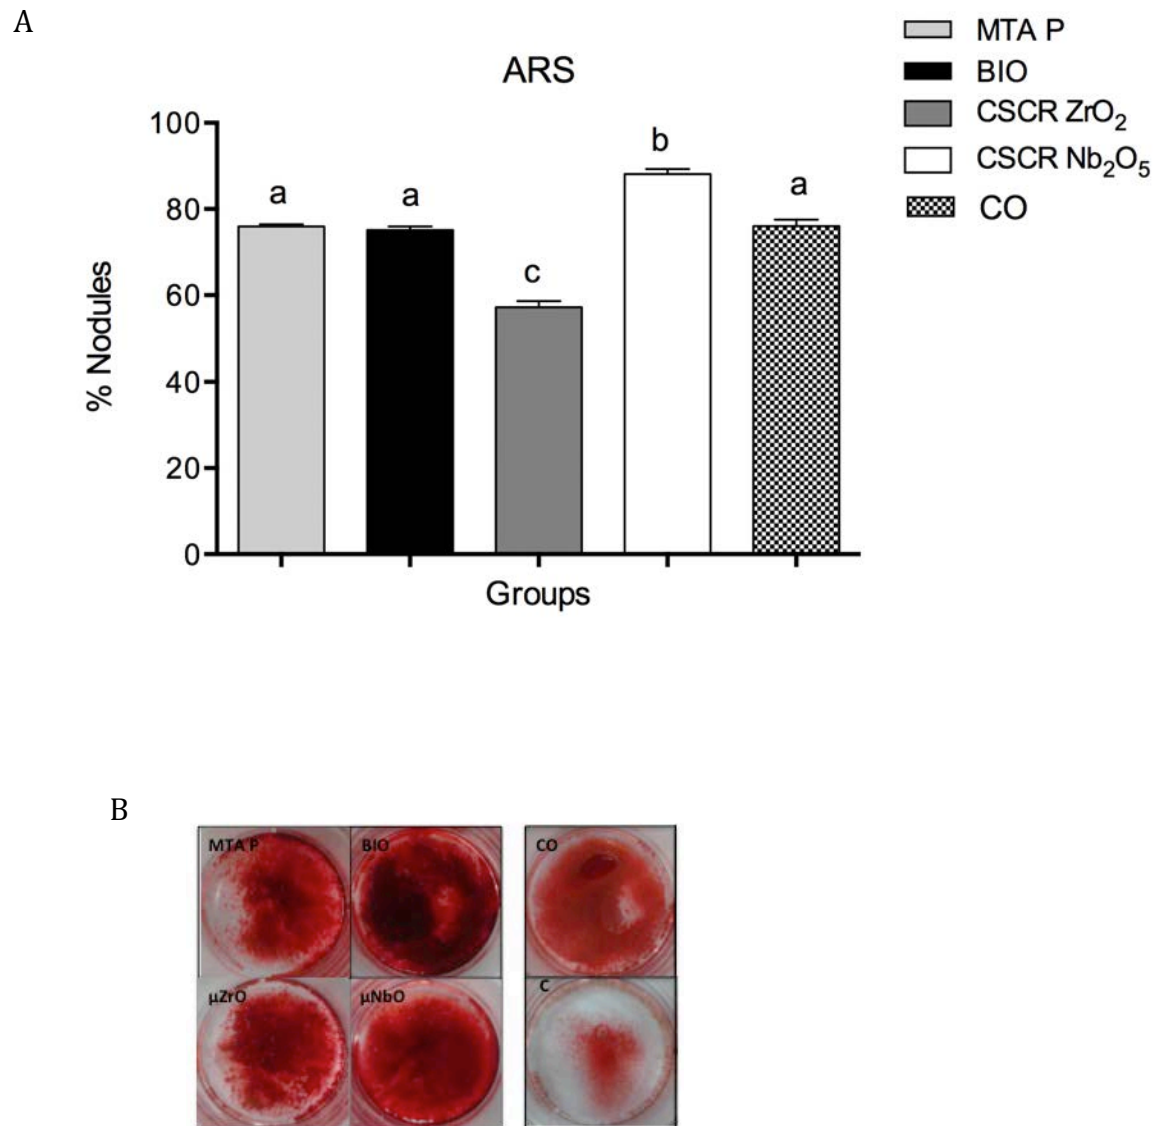 A
ARS
MTA P
BIO
CSCR ZrO2
CSCR Nb2O5
CO
% Nodules
100
80
60
40
20
0
a
a
c
b
a
Groups
B
MTA P
BIO
CO
µZrO
µNbO
C